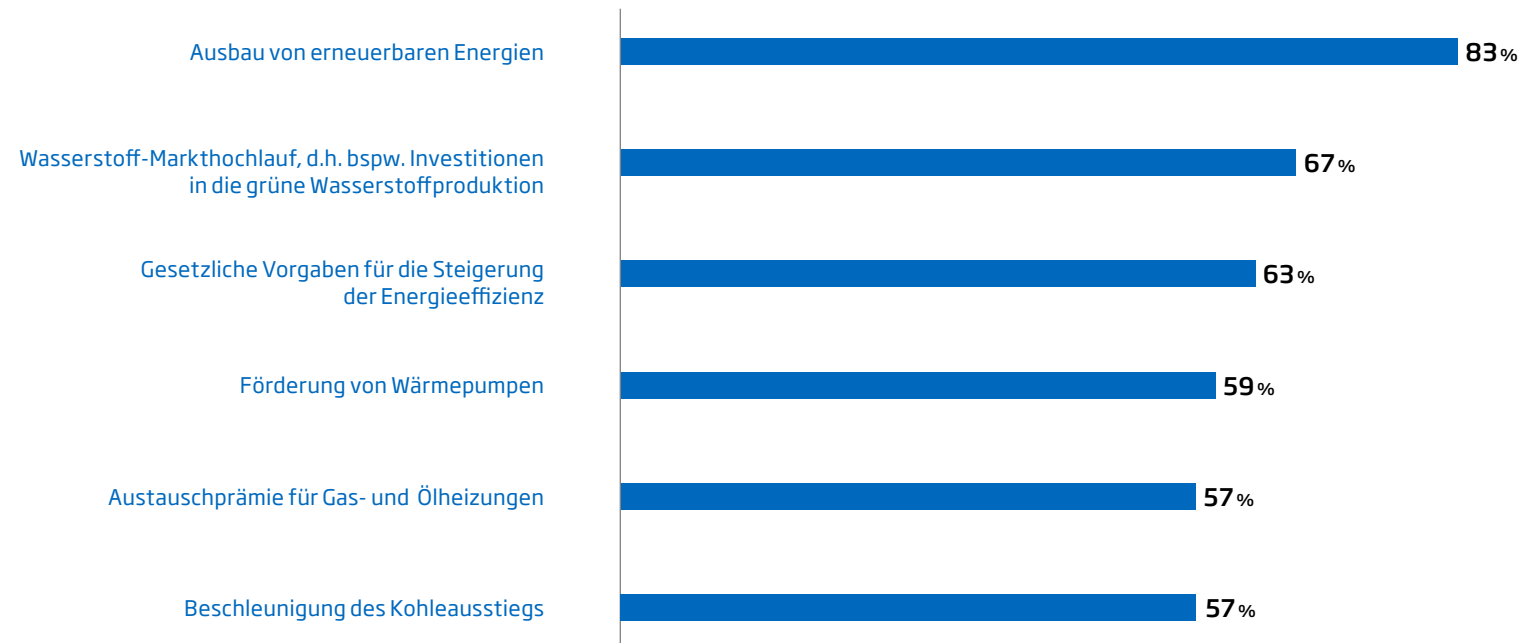 Ausbau von erneuerbaren Energien
83%
Wasserstoff-Markthochlauf, d.h. bspw. Investitionen
in die grüne Wasserstoffproduktion
67%
Gesetzliche Vorgaben für die Steigerung
der Energieeffizienz
63%
Förderung von Wärmepumpen
59%
Austauschprämie für Gas- und Ölheizungen
57%
Beschleunigung des Kohleausstiegs
57%